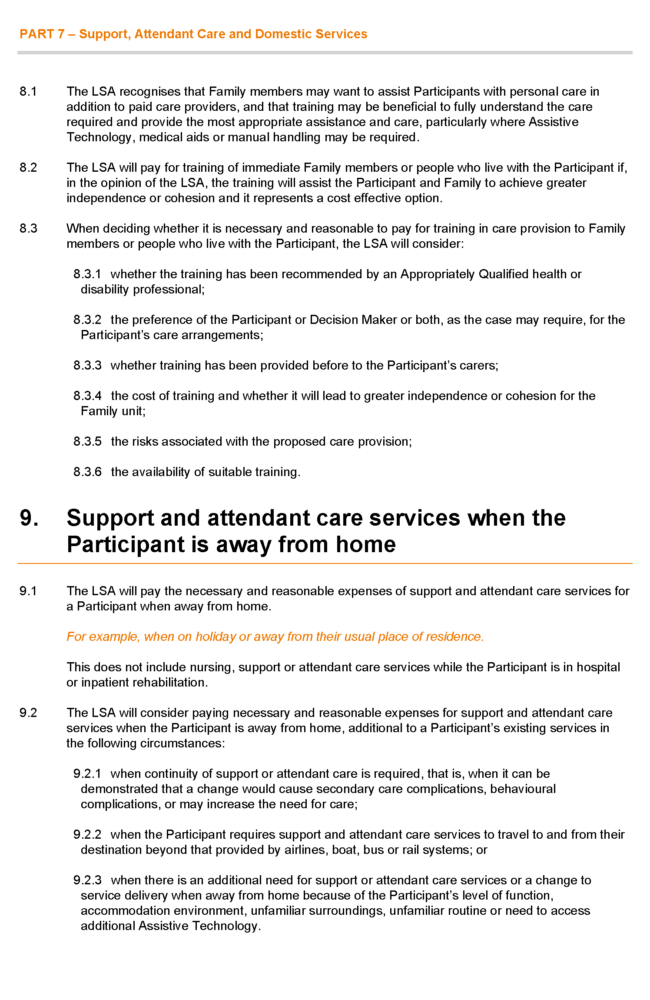 PART 7 – Support, Attendant Care and Domestic Services
8.1 The LSA recognises that Family members may want to assist Participants with personal care in
addition to paid care providers, and that training may be beneficial to fully understand the care
required and provide the most appropriate assistance and care, particularly where Assistive
Technology, medical aids or manual handling may be required.
8.2 The LSA will pay for training of immediate Family members or people who live with the Participant if,
in the opinion of the LSA, the training will assist the Participant and Family to achieve greater
independence or cohesion and it represents a cost effective option.
8.3 When deciding whether it is necessary and reasonable to pay for training in care provision to Family
members or people who live with the Participant, the LSA will consider:
8.3.1 whether the training has been recommended by an Appropriately Qualified health or
disability professional;
8.3.2 the preference of the Participant or Decision Maker or both, as the case may require, for the
Participant’s care arrangements;
8.3.3 whether training has been provided before to the Participant’s carers;
8.3.4 the cost of training and whether it will lead to greater independence or cohesion for the
Family unit;
8.3.5 the risks associated with the proposed care provision;
8.3.6 the availability of suitable training.
9. Support and attendant care services when the
Participant is away from home
9.1 The LSA will pay the necessary and reasonable expenses of support and attendant care services for
a Participant when away from home.
For example, when on holiday or away from their usual place of residence.
This does not include nursing, support or attendant care services while the Participant is in hospital
or inpatient rehabilitation.
9.2 The LSA will consider paying necessary and reasonable expenses for support and attendant care
services when the Participant is away from home, additional to a Participant’s existing services in
the following circumstances:
9.2.1 when continuity of support or attendant care is required, that is, when it can be
demonstrated that a change would cause secondary care complications, behavioural
complications, or may increase the need for care;
9.2.2 when the Participant requires support and attendant care services to travel to and from their
destination beyond that provided by airlines, boat, bus or rail systems; or
9.2.3 when there is an additional need for support or attendant care services or a change to
service delivery when away from home because of the Participant’s level of function,
accommodation environment, unfamiliar surroundings, unfamiliar routine or need to access
additional Assistive Technology.